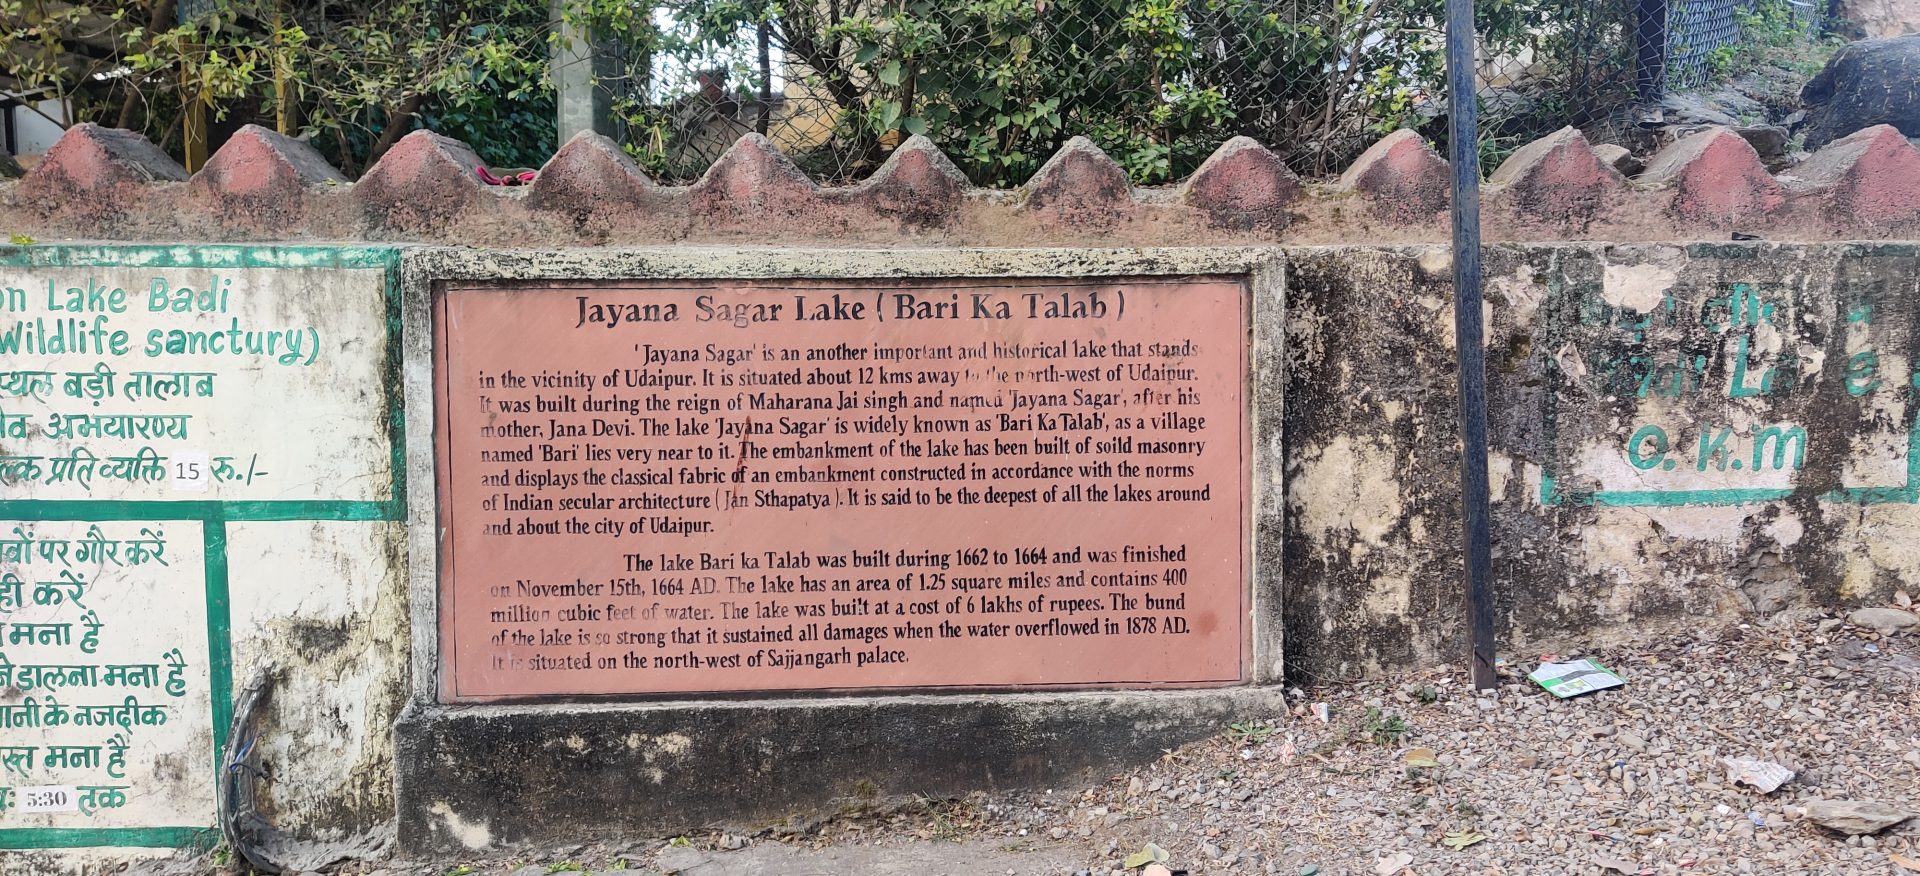 on Lake Badi
Wildlife sanctury)
स्थल बड़ी तालाब
अभयारण्य
प्रति व्यक्ति 15 रु./-
पर गौर करें
करें
मना है
डालना मना है
के नजदीक
मना है
5:30 तक
Jayana Sagar Lake ( Bari Ka Talab )
'Jayana Sagar' is an another important and historical lake that stands
in the vicinity of Udaipur. It is situated about 12 kms away to the north-west of Udaipur.
It was built during the reign of Maharana Jai singh and named 'Jayana Sagar', after his
mother, Jana Devi. The lake 'Jayana Sagar' is widely known as 'Bari Ka Talab', as a village
named 'Bari' lies very near to it. The embankment of the lake has been built of soild masonry
and displays the classical fabric of an embankment constructed in accordance with the norms
of Indian secular architecture ( Jan Sthapatya ). It is said to be the deepest of all the lakes around
and about the city of Udaipur.
The lake Bari ka Talab was built during 1662 to 1664 and was finished
on November 15th, 1664 AD. The lake has an area of 1.25 square miles and contains 400
million cubic feet of water. The lake was built at a cost of 6 lakhs of rupees. The bund
of the lake is so strong that it sustained all damages when the water overflowed in 1878 AD.
It is situated on the north-west of Sajjangarh palace.
O.K.M